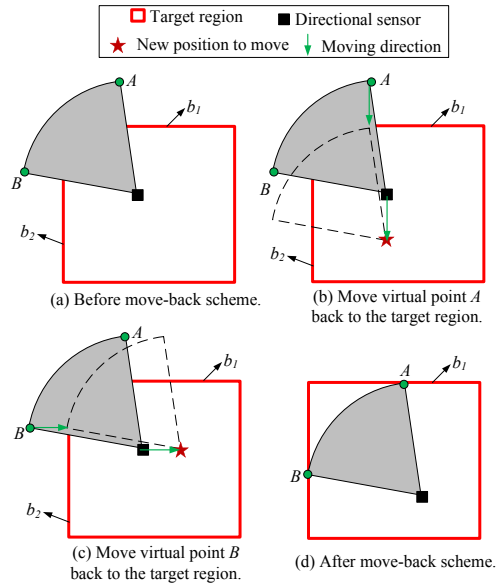 Target region
Directional sensor
New position to move
Moving direction
A
b1
B
b2
(a) Before move-back scheme.
A
b1
B
b2
(b) Move virtual point A
back to the target region.
A
b1
B
b2
(c) Move virtual point B
back to the target region.
A
b1
B
(d) After move-back scheme.